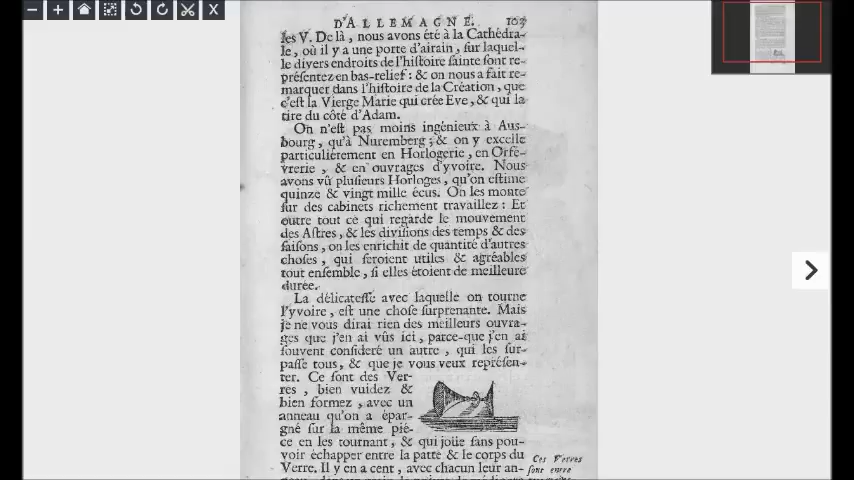 D'ALLEMAGNE. 103
les V. De là, nous avons été à la Cathédra-
le, où il y a une porte d'airain, sur laquel-
le divers endroits de l'histoire sainte sont re-
présentez en bas-relief: & on nous a fait re-
marquer dans l'histoire de la Création, que
c'est la Vierge Marie qui crée Eve, & qui la
tire du côté d'Adam.
On n'est pas moins ingénieux à Aus-
bourg, qu'à Nuremberg; & on y excelle
particuliérement en Horlogerie, en Orfé-
vrerie, & en ouvrages d'yvoire. Nous
avons vû plusieurs Horloges, qu'on estime
quinze & vingt mille écus. On les monte
sur des cabinets richement travaillez: Et
outre tout ce qui regarde le mouvement
des Astres, & les divisions des temps & des
saisons, on les enrichit de quantité d'autres
choses, qui seroient utiles & agréables
tout ensemble, si elles étoient de meilleure
durée.
La délicatesse avec laquelle on tourne
l'yvoire, est une chose surprenante. Mais
je ne vous dirai rien des meilleurs ouvra-
ges que j'en ai vûs ici, parce-que j'en ai
souvent consideré un autre, qui les sur-
passe tous, & que je vous veux représen-
ter. Ce sont des Ver-
res, bien vuidez &
bien formez, avec un
anneau qu'on a épar-
gné sur la même pié-
ce en les tournant, & qui joüe sans pou-
voir échapper entre la patte & le corps du
Verre. Il y en a cent, avec chacun leur an-
Ces Verres
sont entre